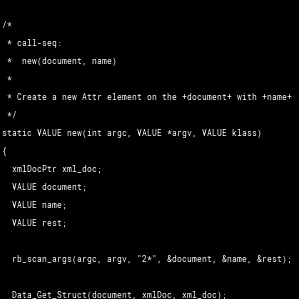 /*
 * call-seq:
 *  new(document, name)
 *
 * Create a new Attr element on the +document+ with +name+
 */
static VALUE new(int argc, VALUE *argv, VALUE klass)
{
  xmlDocPtr xml_doc;
  VALUE document;
  VALUE name;
  VALUE rest;

  rb_scan_args(argc, argv, "2*", &document, &name, &rest);

  Data_Get_Struct(document, xmlDoc, xml_doc);